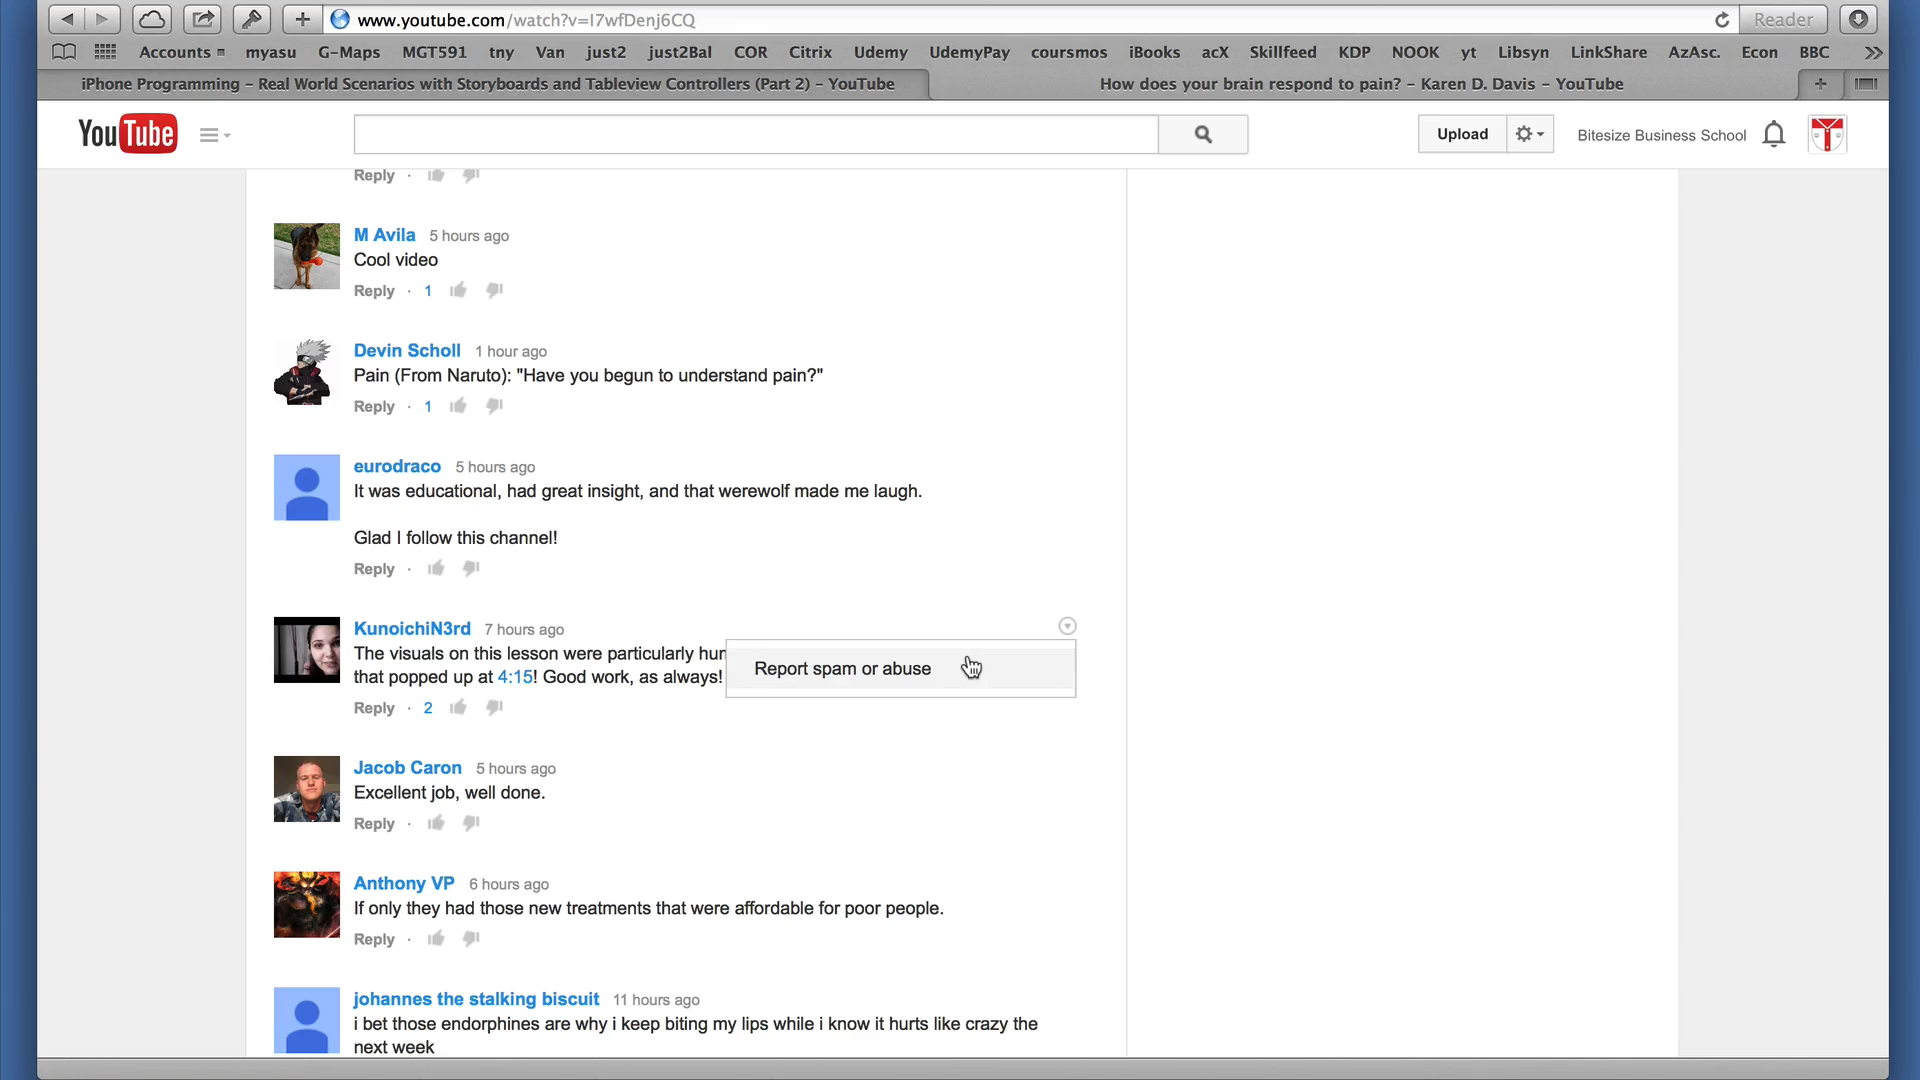 www.youtube.com/watch?v=I7wfDenj6CQ
Reader
Accounts myasu G-Maps MGT591 tny Van just2 just2Bal COR Citrix Udemy UdemyPay coursmos iBooks acX Skillfeed KDP NOOK yt Libsyn LinkShare AzAsc. Econ BBC
iPhone Programming – Real World Scenarios with Storyboards and Tableview Controllers (Part 2) – YouTube
How does your brain respond to pain? – Karen D. Davis – YouTube
YouTube
Upload
Bitesize Business School
Reply ·
M Avila 5 hours ago
Cool video
Reply · 1
Devin Scholl 1 hour ago
Pain (From Naruto): "Have you begun to understand pain?"
Reply · 1
eurodraco 5 hours ago
It was educational, had great insight, and that werewolf made me laugh.
Glad I follow this channel!
Reply ·
KunoichiN3rd 7 hours ago
The visuals on this lesson were particularly
that popped up at 4:15! Good work, as always!
Report spam or abuse
Reply · 2
Jacob Caron 5 hours ago
Excellent job, well done.
Reply ·
Anthony VP 6 hours ago
If only they had those new treatments that were affordable for poor people.
Reply ·
johannes the stalking biscuit 11 hours ago
i bet those endorphines are why i keep biting my lips while i know it hurts like crazy the
next week